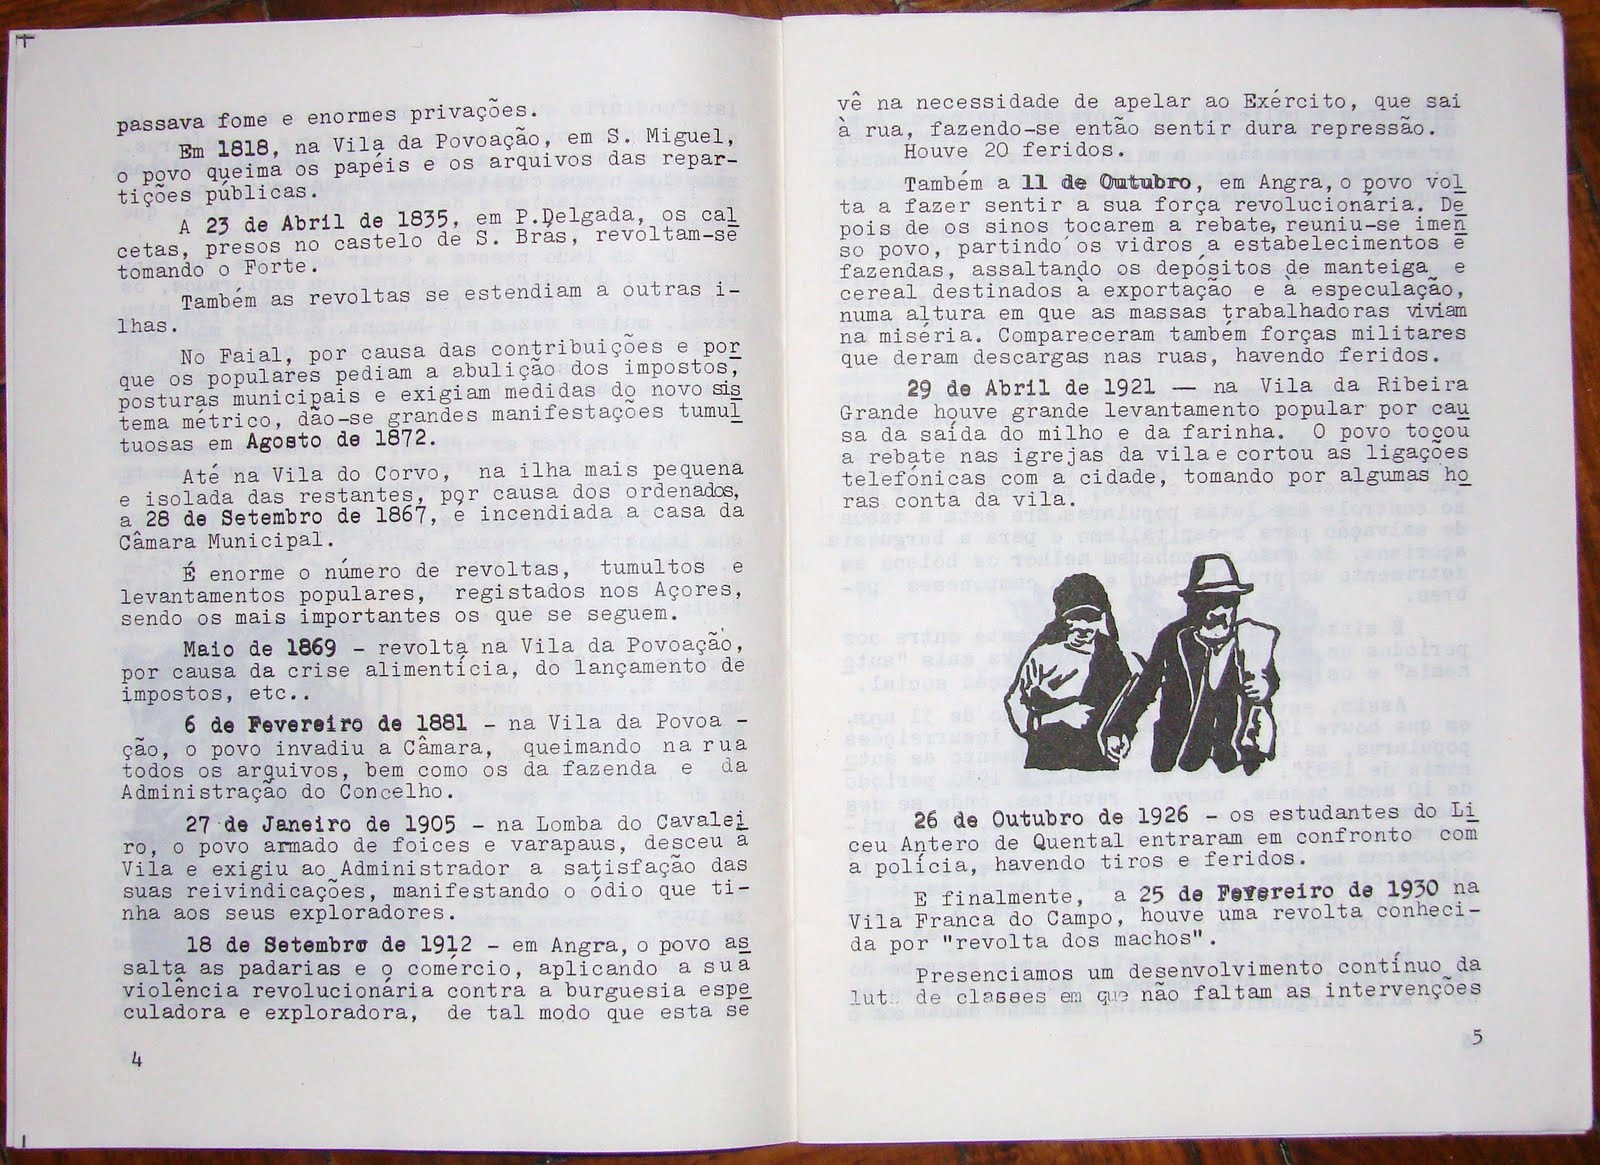 passava fome e enormes privações.
Em 1818, na Vila da Povoação, em S. Miguel,
o povo queima os papéis e os arquivos das repar-
tições públicas.
A 23 de Abril de 1835, em P.Delgada, os cal
cetas, presos no castelo de S. Brás, revoltam-se
tomando o Forte.
Também as revoltas se estendiam a outras i-
lhas.
No Faial, por causa das contribuições e por
que os populares pediam a abulição dos impostos,
posturas municipais e exigiam medidas do novo sis
tema métrico, dão-se grandes manifestações tumul
tuosas em Agosto de 1872.
Até na Vila do Corvo, na ilha mais pequena
e isolada das restantes, por causa dos ordenados,
a 28 de Setembro de 1867, é incendiada a casa da
Câmara Municipal.
É enorme o número de revoltas, tumultos e
levantamentos populares, registados nos Açores,
sendo os mais importantes os que se seguem.
Maio de 1869 - revolta na Vila da Povoação,
por causa da crise alimentícia, do lançamento de
impostos, etc..
6 de Fevereiro de 1881 - na Vila da Povoa -
ção, o povo invadiu a Câmara, queimando na rua
todos os arquivos, bem como os da fazenda e da
Administração do Concelho.
27 de Janeiro de 1905 - na Lomba do Cavalei
ro, o povo armado de foices e varapaus, desceu à
Vila e exigiu ao Administrador a satisfação das
suas reivindicações, manifestando o ódio que ti-
nha aos seus exploradores.
18 de Setembro de 1912 - em Angra, o povo as
salta as padarias e o comércio, aplicando a sua
violência revolucionária contra a burguesia espe
culadora e exploradora, de tal modo que esta se
4
vê na necessidade de apelar ao Exército, que sai
à rua, fazendo-se então sentir dura repressão.
Houve 20 feridos.
Também a 11 de Outubro, em Angra, o povo vol
ta a fazer sentir a sua força revolucionária. De
pois de os sinos tocarem a rebate, reuniu-se imen
so povo, partindo os vidros a estabelecimentos e
fazendas, assaltando os depósitos de manteiga e
cereal destinados à exportação e à especulação,
numa altura em que as massas trabalhadoras viviam
na miséria. Compareceram também forças militares
que deram descargas nas ruas, havendo feridos.
29 de Abril de 1921 — na Vila da Ribeira
Grande houve grande levantamento popular por cau
sa da saída do milho e da farinha. O povo tocou
a rebate nas igrejas da vila e cortou as ligações
telefónicas com a cidade, tomando por algumas ho
ras conta da vila.
26 de Outubro de 1926 - os estudantes do Li
ceu Antero de Quental entraram em confronto com
a polícia, havendo tiros e feridos.
E finalmente, a 25 de Fevereiro de 1930 na
Vila Franca do Campo, houve uma revolta conheci-
da por "revolta dos machos".
Presenciamos um desenvolvimento contínuo da
luta de classes em que não faltam as intervenções
5